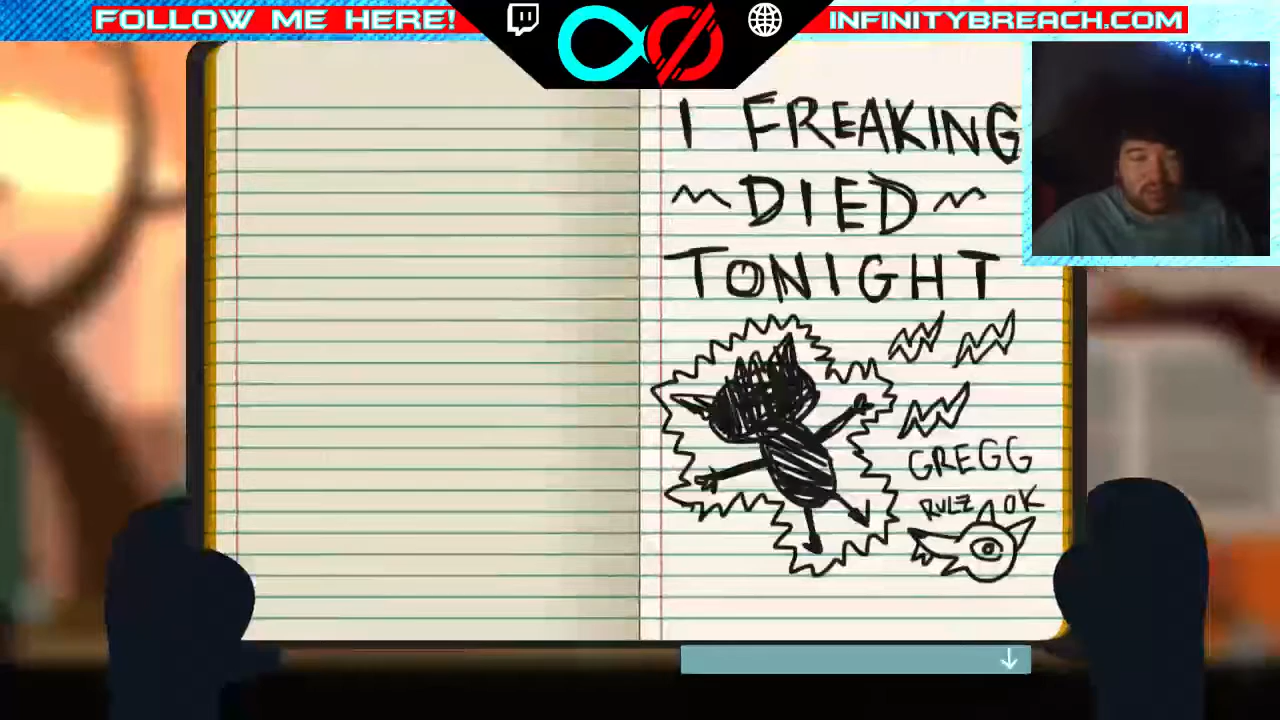 FOLLOW ME HERE!
INFINITYBREACH.COM
I FREAKING
DIED
TONIGHT
GREGG
RULZ OK